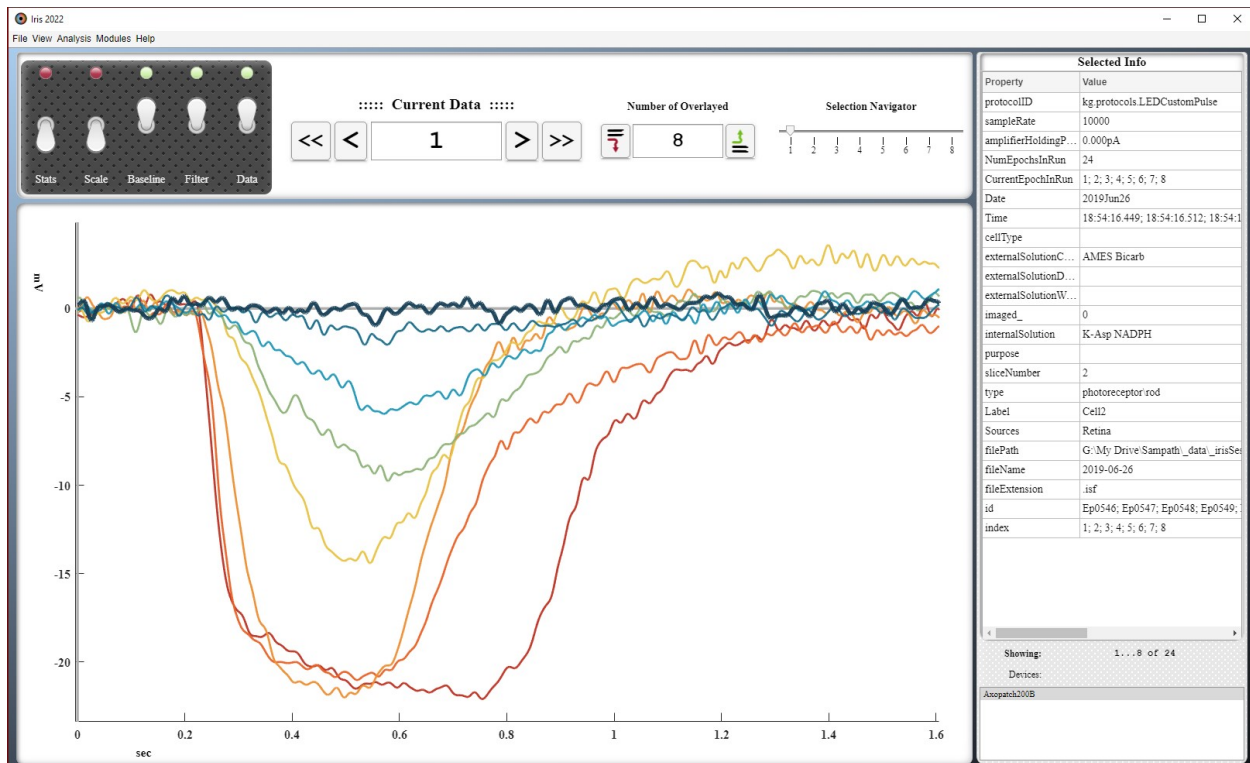 Iris 2022
File View Analysis Modules Help
Stats Scale Baseline Filter Data
::::: Current Data :::::
<< < 1 > >>
Number of Overlayed
8
Selection Navigator
1 2 3 4 5 6 7 8
mV
0
-5
-10
-15
-20
0 0.2 0.4 0.6 0.8 1 1.2 1.4 1.6
sec
Selected Info
Property Value
protocolID kg.protocols.LEDCustomPulse
sampleRate 10000
amplifierHoldingP... 0.000pA
NumEpochsInRun 24
CurrentEpochInRun 1; 2; 3; 4; 5; 6; 7; 8
Date 2019Jun26
Time 18:54:16.449; 18:54:16.512; 18:54:1
cellType
externalSolutionC... AMES Bicarb
externalSolutionD...
externalSolutionW...
imaged_ 0
internalSolution K-Asp NADPH
purpose
sliceNumber 2
type photoreceptor\rod
Label Cell2
Sources Retina
filePath G:\My Drive\Sampath\_data\_irisSe
fileName 2019-06-26
fileExtension .isf
id Ep0546; Ep0547; Ep0548; Ep0549;
index 1; 2; 3; 4; 5; 6; 7; 8
Showing: 1...8 of 24
Devices:
Axopatch200B